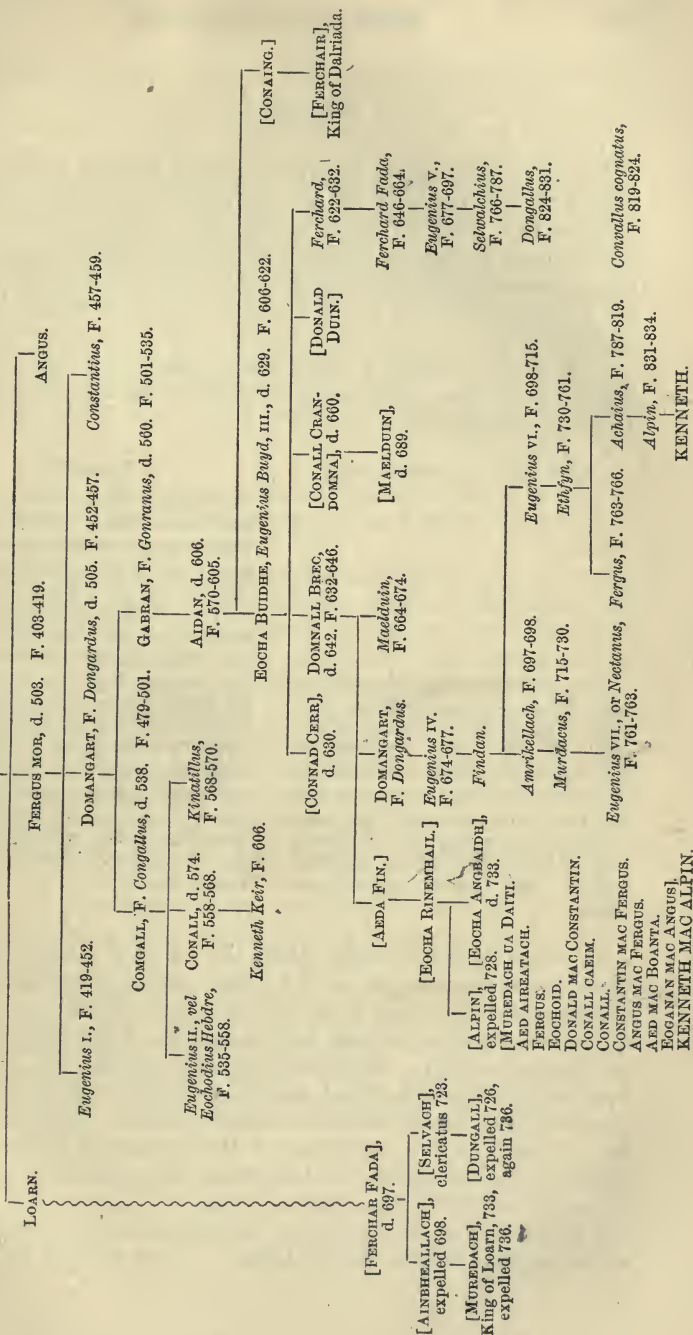 LOARN.
FERGUS MOR, d. 503. F. 403-419.
ANGUS.
Eugenius I., F. 419-452.
DOMANGART, F. Dongardus, d. 505. F. 452-457.
Constantius, F. 457-459.
COMGALL, F. Congallus, d. 538. F. 479-501.
GABRAN, F. Gonranus, d. 560. F. 501-535.
Eugenius II., vel
Eochodius Hebdre,
F. 535-558.
CONALL, d. 574.
F. 558-568.
Kinatillus,
F. 568-570.
AIDAN, d. 606.
F. 570-605.
Kenneth Keir, F. 606.
EOCHA BUIDHE, Eugenius Buyd, III., d. 629. F. 606-622.
[CONAING.]
[CONNAD CERR],
d. 630.
DOMNALL BREC,
d. 642. F. 632-646.
[CONALL CRAN-
DOMNA], d. 660.
[DONALD
DUIN.]
Ferchard,
F. 622-632.
[FERCHAIR],
King of Dalriada.
[FERCHAR FADA],
d. 697.
[AEDA FIN.]
DOMANGART,
F. Dongardus.
Maelduin,
F. 664-674.
[MAELDUIN],
d. 689.
Ferchard Fada,
F. 646-664.
[AINBHEALLACH],
expelled 698.
[SELVACH],
clericatus 723.
[EOCHA RINEMHAIL.]
Eugenius IV.
F. 674-677.
Eugenius V.,
F. 677-697.
[MUREDACH],
King of Loarn, 733,
expelled 736.
[DUNGALL],
expelled 726,
again 736.
Findan.
Selwalchius,
F. 766-787.
[ALPIN],
expelled 728.
[EOCHA ANGBAIDH],
d. 733.
Amrikellach, F. 697-698.
Eugenius VI., F. 698-715.
Dongallus,
F. 824-831.
[MUREDACH UA DAITI.
AED AIREATACH.
FERGUS.
EOCHOID.
DONALD MAC CONSTANTIN.
CONALL CAEIM.
CONALL.
CONSTANTIN MAC FERGUS.
ANGUS MAC FERGUS.
AED MAC BOANTA.
EOGANAN MAC ANGUS].
KENNETH MAC ALPIN.
Murdacus, F. 715-730.
Ethfyn, F. 730-761.
Eugenius VII., or Nectanus,
F. 761-763.
Fergus, F. 763-766.
Achaius, F. 787-819.
Convallus cognatus,
F. 819-824.
Alpin, F. 831-834.
KENNETH.